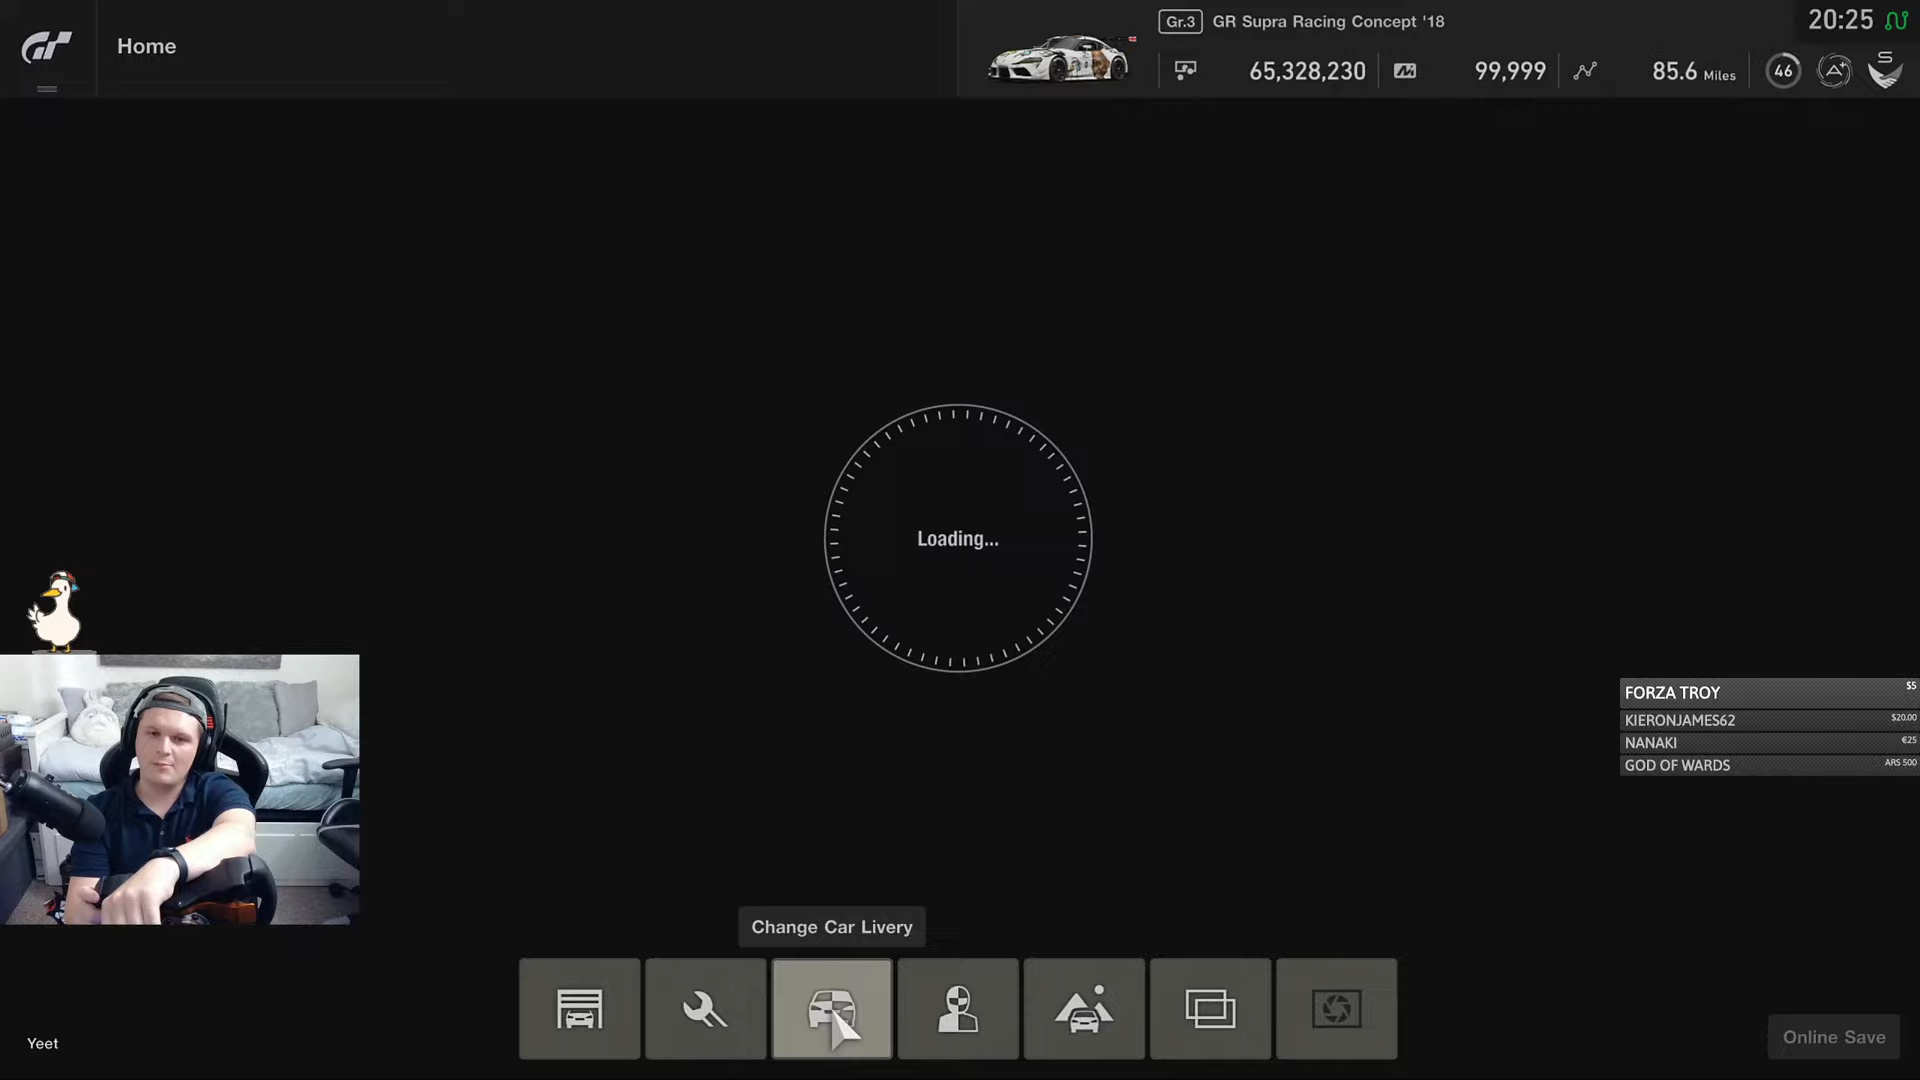 Home
Gr.3 GR Supra Racing Concept '18
20:25
65,328,230
99,999
85.6 Miles
46
A+
S
Loading...
FORZA TROY $5
KIERONJAMES62 $20.00
NANAKI €25
GOD OF WARDS ARS 500
Change Car Livery
Yeet
Online Save